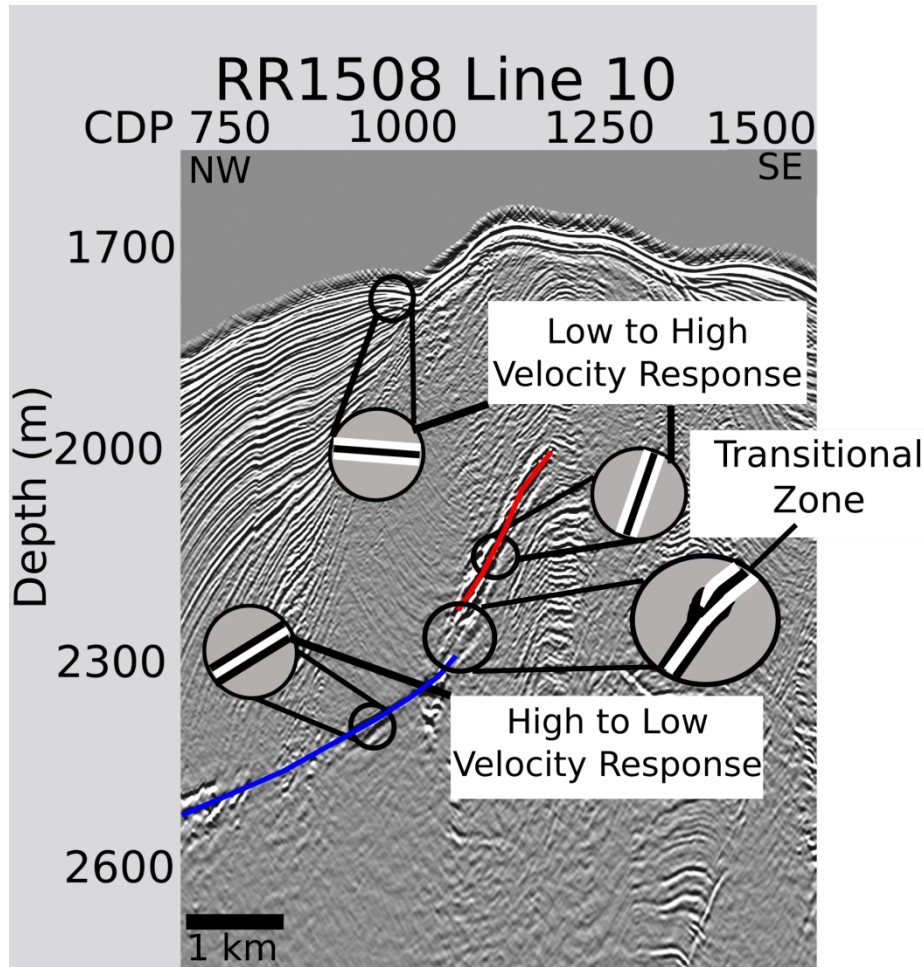 RR1508 Line 10
CDP 750 1000 1250 1500
NW SE
1700
Low to High
Velocity Response
2000
Transitional
Zone
Depth (m)
2300
High to Low
Velocity Response
2600
1 km